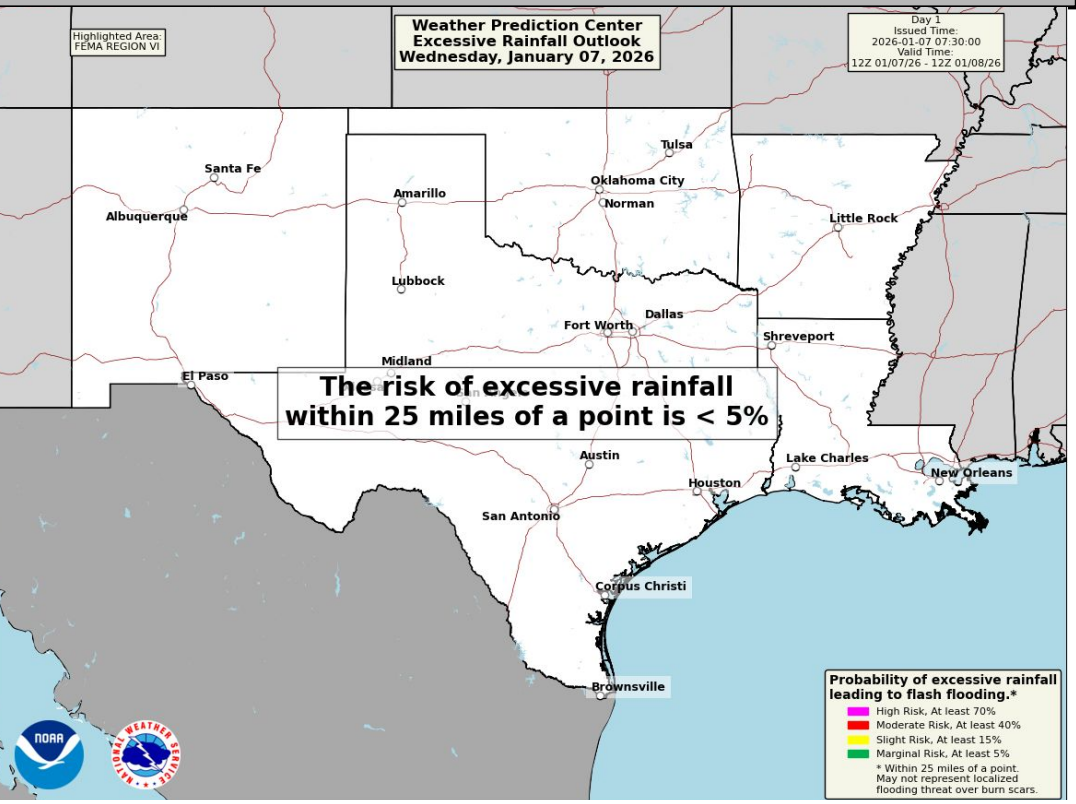 Highlighted Area:
FEMA REGION VI
Weather Prediction Center
Excessive Rainfall Outlook
Wednesday, January 07, 2026
Day 1
Issued Time:
2026-01-07 07:30:00
Valid Time:
12Z 01/07/26 - 12Z 01/08/26
Tulsa
Santa Fe
Oklahoma City
Amarillo
Norman
Albuquerque
Little Rock
Lubbock
Dallas
Fort Worth
Shreveport
Midland
El Paso
The risk of excessive rainfall
within 25 miles of a point is < 5%
Austin
Lake Charles
New Orleans
Houston
San Antonio
Corpus Christi
Brownsville
Probability of excessive rainfall
leading to flash flooding.*
High Risk, At least 70%
Moderate Risk, At least 40%
Slight Risk, At least 15%
Marginal Risk, At least 5%
* Within 25 miles of a point.
May not represent localized
flooding threat over burn scars.
NOAA
NATIONAL WEATHER SERVICE